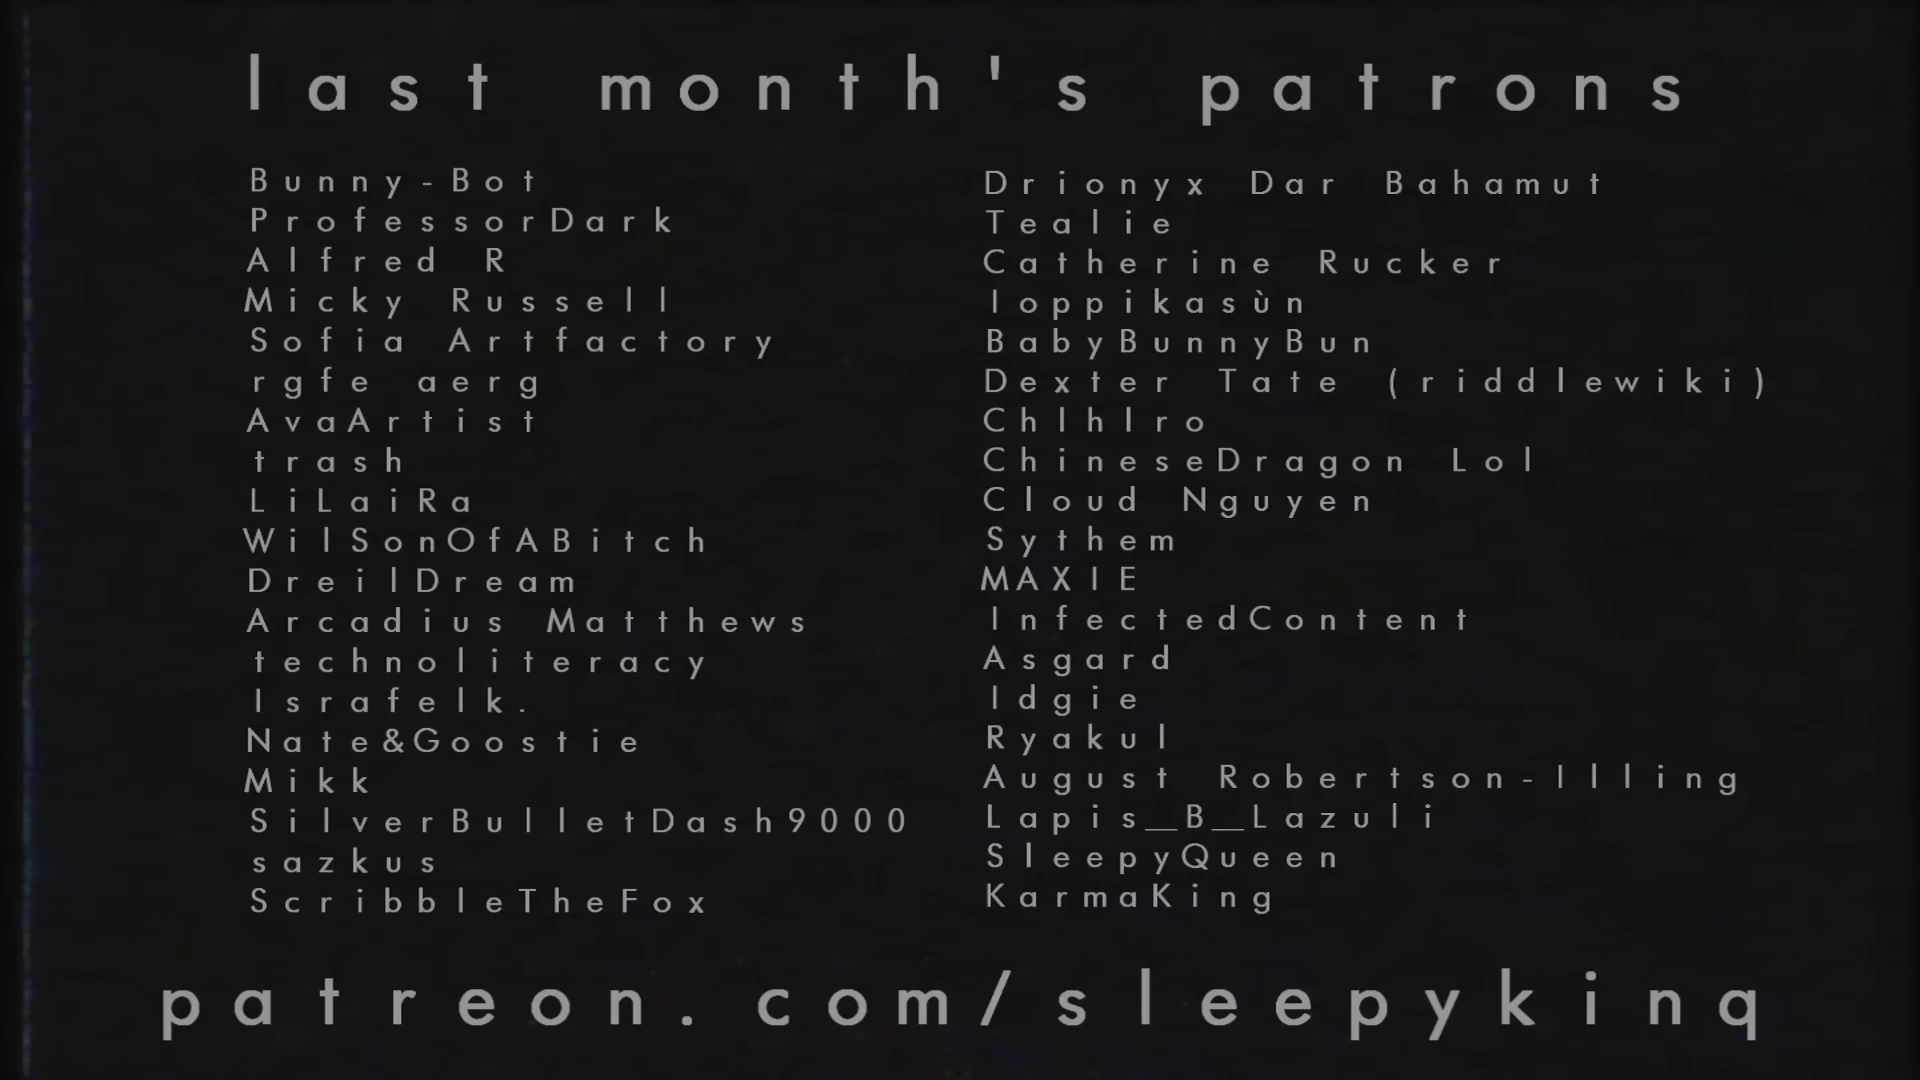 last month's patrons
Bunny-Bot
ProfessorDark
Alfred R
Micky Russell
Sofia Artfactory
rgfe aerg
AvaArtist
trash
LiLaiRa
WilSonOfABitch
DreilDream
Arcadius Matthews
technoliteracy
Israfelk.
Nate&Goostie
Mikk
SilverBulletDash9000
sazkus
ScribbleTheFox
Drionyx Dar Bahamut
Tealie
Catherine Rucker
Ioppikasùn
BabyBunnyBun
Dexter Tate (riddlewiki)
Chlhlro
ChineseDragon Lol
Cloud Nguyen
Sythem
MAXIE
InfectedContent
Asgard
Idgie
Ryakul
August Robertson-Illing
Lapis_B_Lazuli
SleepyQueen
KarmaKing
patreon.com/sleepykinq